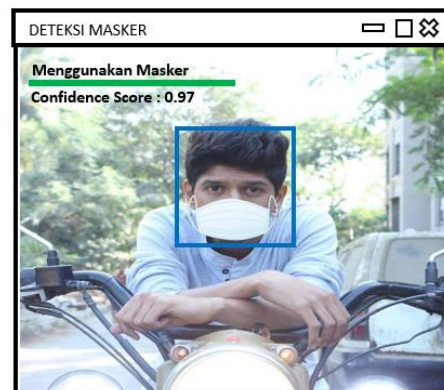 DETEKSI MASKER
Menggunakan Masker
Confidence Score : 0.97